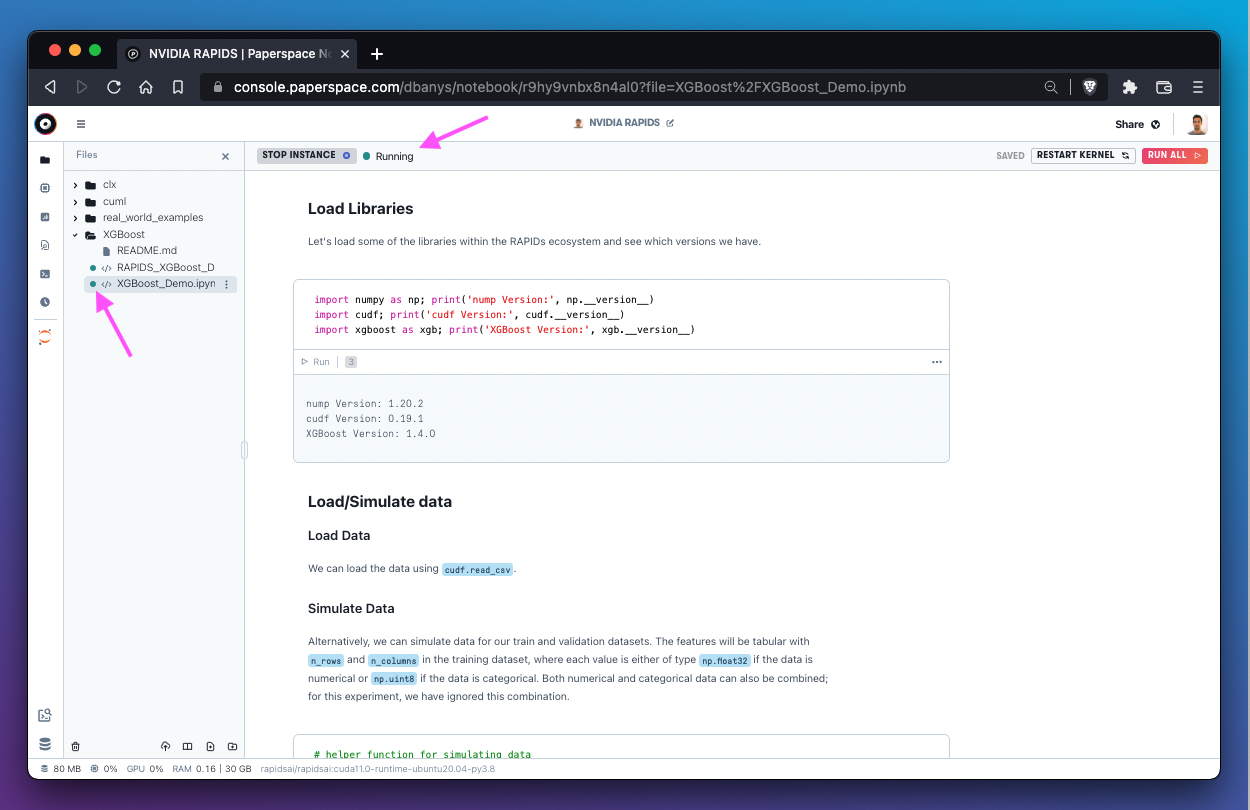 NVIDIA RAPIDS | Paperspace No
console.paperspace.com/dbanys/notebook/r9hy9vnbx8n4al0?file=XGBoost%2FXGBoost_Demo.ipynb
NVIDIA RAPIDS
Share
Files
STOP INSTANCE
Running
SAVED
RESTART KERNEL
RUN ALL
clx
cuml
real_world_examples
XGBoost
README.md
RAPIDS_XGBoost_D
XGBoost_Demo.ipyn
Load Libraries
Let's load some of the libraries within the RAPIDs ecosystem and see which versions we have.
import numpy as np; print('nump Version:', np.__version__)
import cudf; print('cudf Version:', cudf.__version__)
import xgboost as xgb; print('XGBoost Version:', xgb.__version__)
Run 3
nump Version: 1.20.2
cudf Version: 0.19.1
XGBoost Version: 1.4.0
Load/Simulate data
Load Data
We can load the data using cudf.read_csv.
Simulate Data
Alternatively, we can simulate data for our train and validation datasets. The features will be tabular with
n_rows and n_columns in the training dataset, where each value is either of type np.float32 if the data is
numerical or np.uint8 if the data is categorical. Both numerical and categorical data can also be combined;
for this experiment, we have ignored this combination.
# helper function for simulating data
80 MB 0% GPU 0% RAM 0.16 | 30 GB rapidsai/rapidsai:cuda11.0-runtime-ubuntu20.04-py3.8